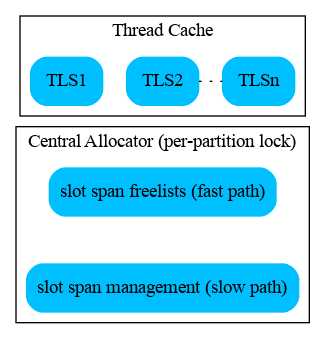 Thread Cache
TLS1 TLS2 TLSn
Central Allocator (per-partition lock)
slot span freelists (fast path)
slot span management (slow path)